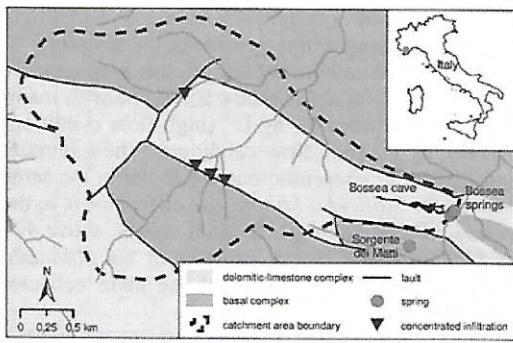 Italy
Bossea cave
Bossea
springs
Sorgente
dei Matti
N
0 0,25 0,5 km
dolomitic-limestone complex
basal complex
catchment area boundary
fault
spring
concentrated infiltration